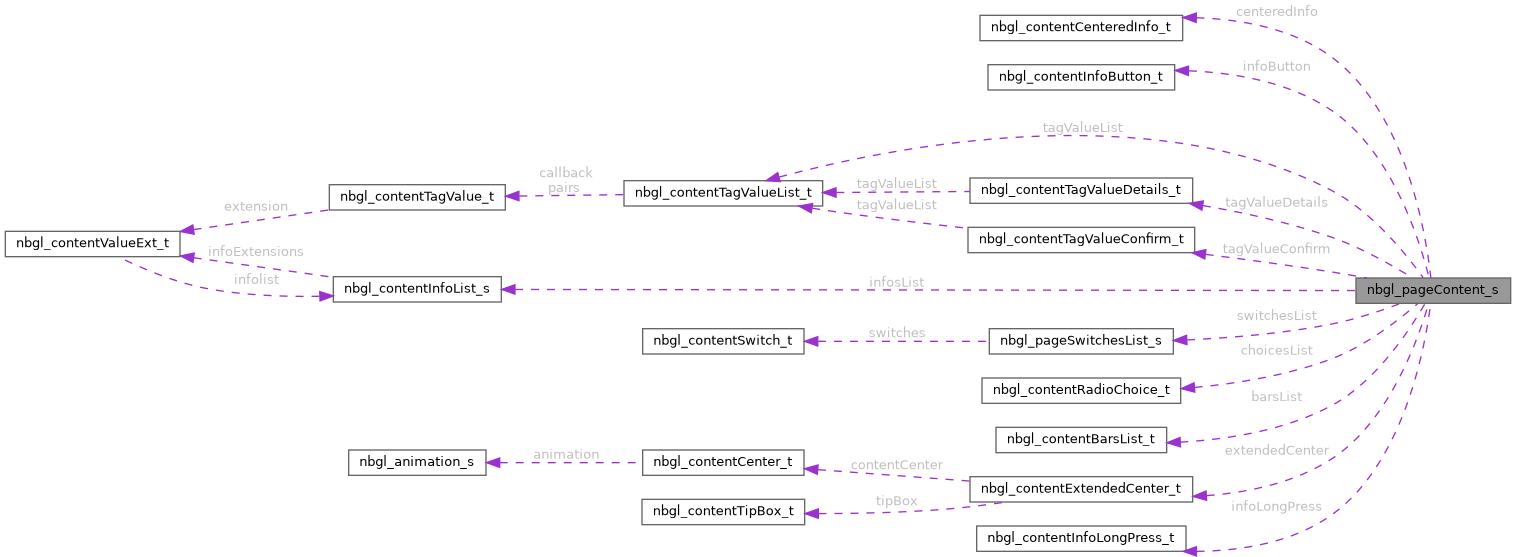 centeredInfo
nbgl_contentCenteredInfo_t
infoButton
nbgl_contentInfoButton_t
tagValueList
callback
pairs
nbgl_contentTagValue_t
nbgl_contentTagValueList_t
tagValueList
nbgl_contentTagValueDetails_t
tagValueDetails
extension
tagValueList
nbgl_contentValueExt_t
nbgl_contentTagValueConfirm_t
tagValueConfirm
infoExtensions
infolist
nbgl_contentInfoList_s
infosList
nbgl_pageContent_s
switchesList
nbgl_contentSwitch_t
switches
nbgl_pageSwitchesList_s
choicesList
nbgl_contentRadioChoice_t
barsList
nbgl_contentBarsList_t
extendedCenter
nbgl_animation_s
animation
nbgl_contentCenter_t
contentCenter
nbgl_contentExtendedCenter_t
tipBox
nbgl_contentTipBox_t
infoLongPress
nbgl_contentInfoLongPress_t